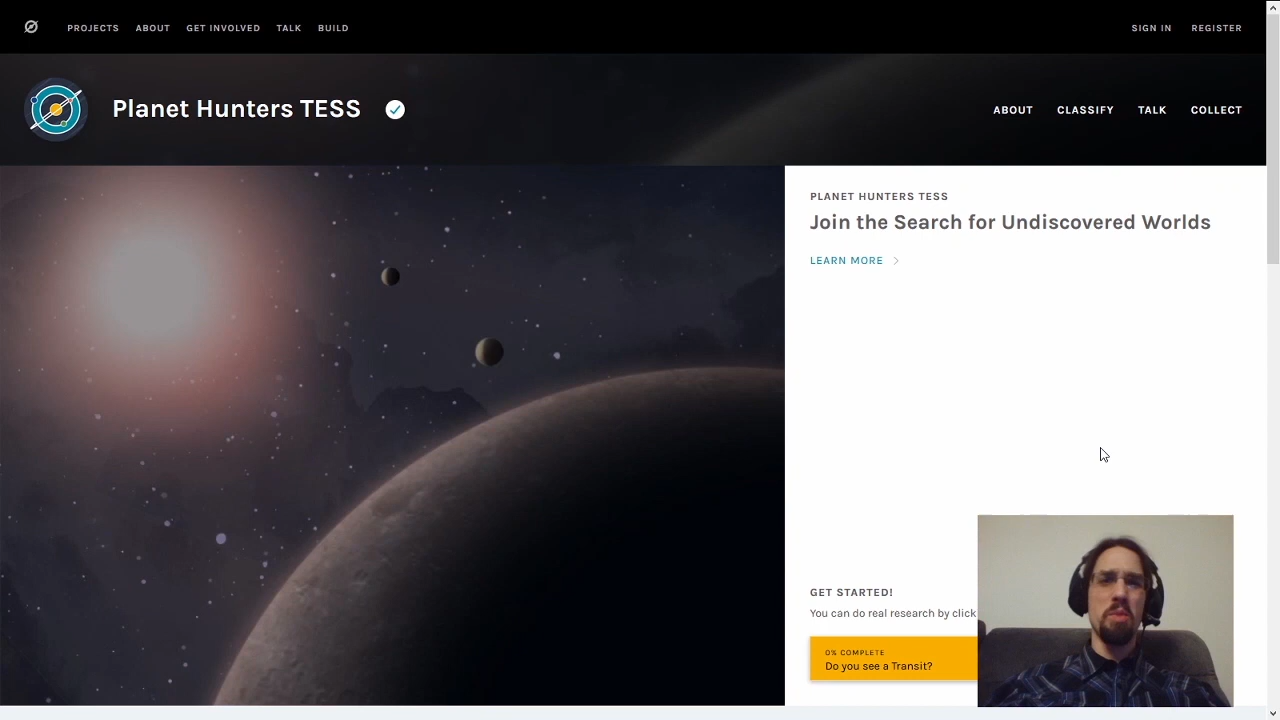 PROJECTS ABOUT GET INVOLVED TALK BUILD SIGN IN REGISTER
Planet Hunters TESS ABOUT CLASSIFY TALK COLLECT
PLANET HUNTERS TESS
Join the Search for Undiscovered Worlds
LEARN MORE
GET STARTED!
You can do real research by click
0% COMPLETE
Do you see a Transit?